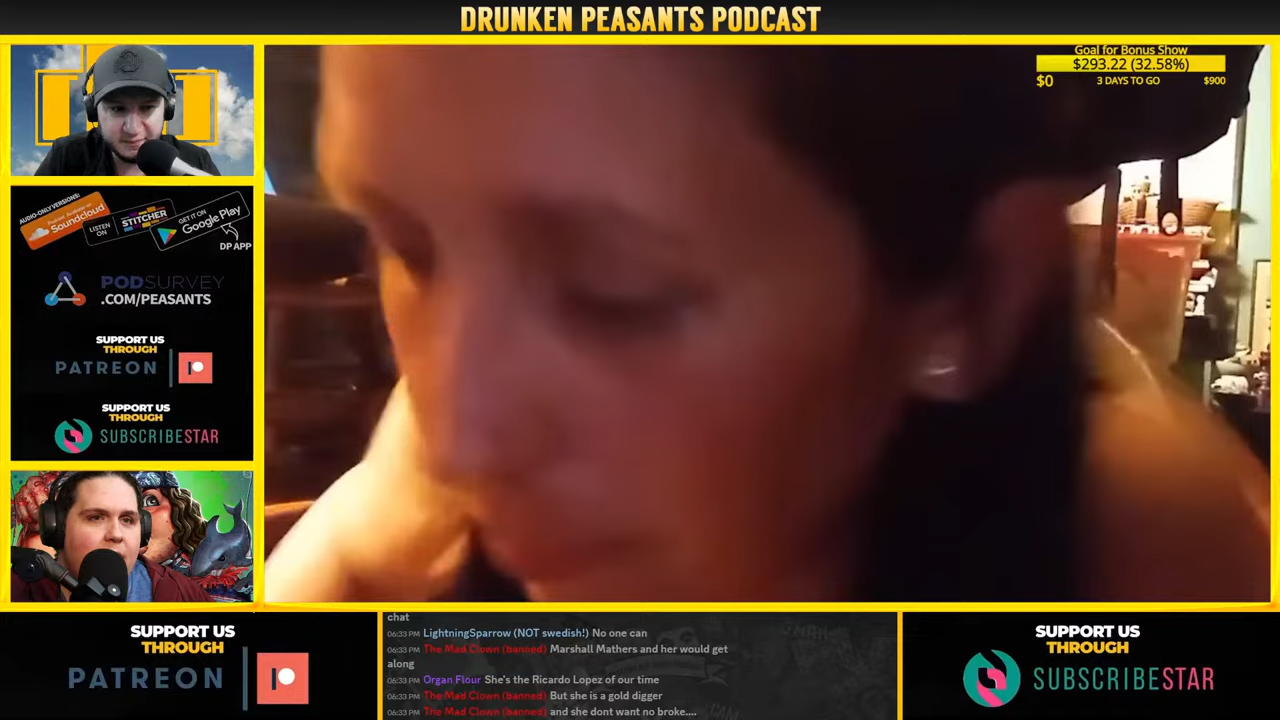 DRUNKEN PEASANTS PODCAST
Goal for Bonus Show
$293.22 (32.58%)
$0
3 DAYS TO GO
$900
AUDIO-ONLY VERSIONS!
Soundcloud
LISTEN ON
STITCHER
GET IT ON
Google Play
DP APP
PODSURVEY
.COM/PEASANTS
SUPPORT US
THROUGH
PATREON
SUPPORT US
THROUGH
SUBSCRIBESTAR
SUPPORT US
THROUGH
PATREON
chat
06:33 PM LightningSparrow (NOT swedish!) No one can
06:33 PM The Mad Clown (banned) Marshall Mathers and her would get
along
06:33 PM Organ Flour She's the Ricardo Lopez of our time
06:33 PM The Mad Clown (banned) But she is a gold digger
06:33 PM The Mad Clown (banned) and she dont want no broke....
SUPPORT US
THROUGH
SUBSCRIBESTAR